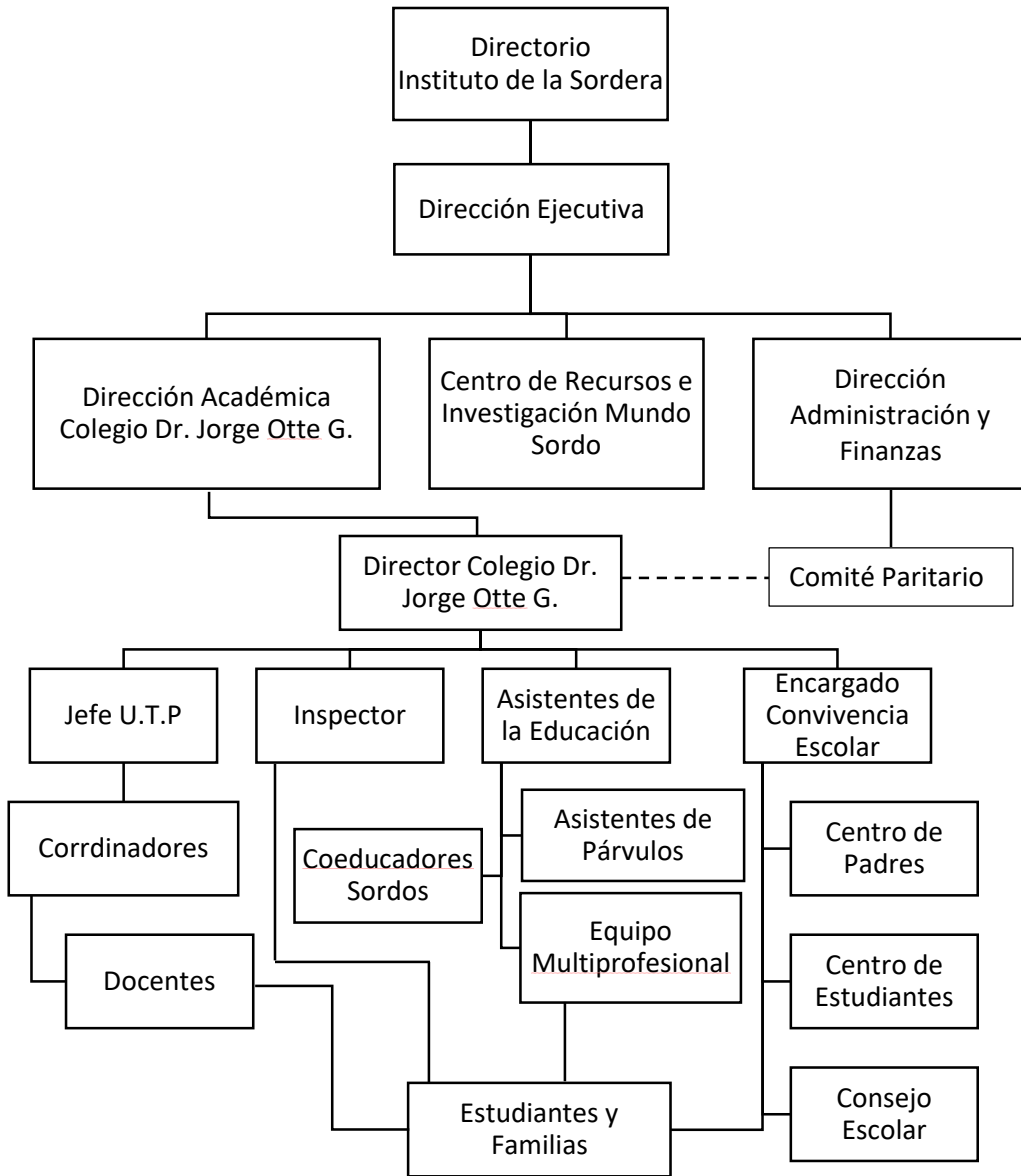 Directorio
Instituto de la Sordera
Dirección Ejecutiva
Dirección Académica
Colegio Dr. Jorge Otte G.
Centro de Recursos e
Investigación Mundo
Sordo
Dirección
Administración y
Finanzas
Director Colegio Dr.
Jorge Otte G.
Comité Paritario
Jefe U.T.P
Inspector
Asistentes de
la Educación
Encargado
Convivencia
Escolar
Corrdinadores
Coeducadores
Sordos
Asistentes de
Párvulos
Centro de
Padres
Docentes
Equipo
Multiprofesional
Centro de
Estudiantes
Estudiantes y
Familias
Consejo
Escolar